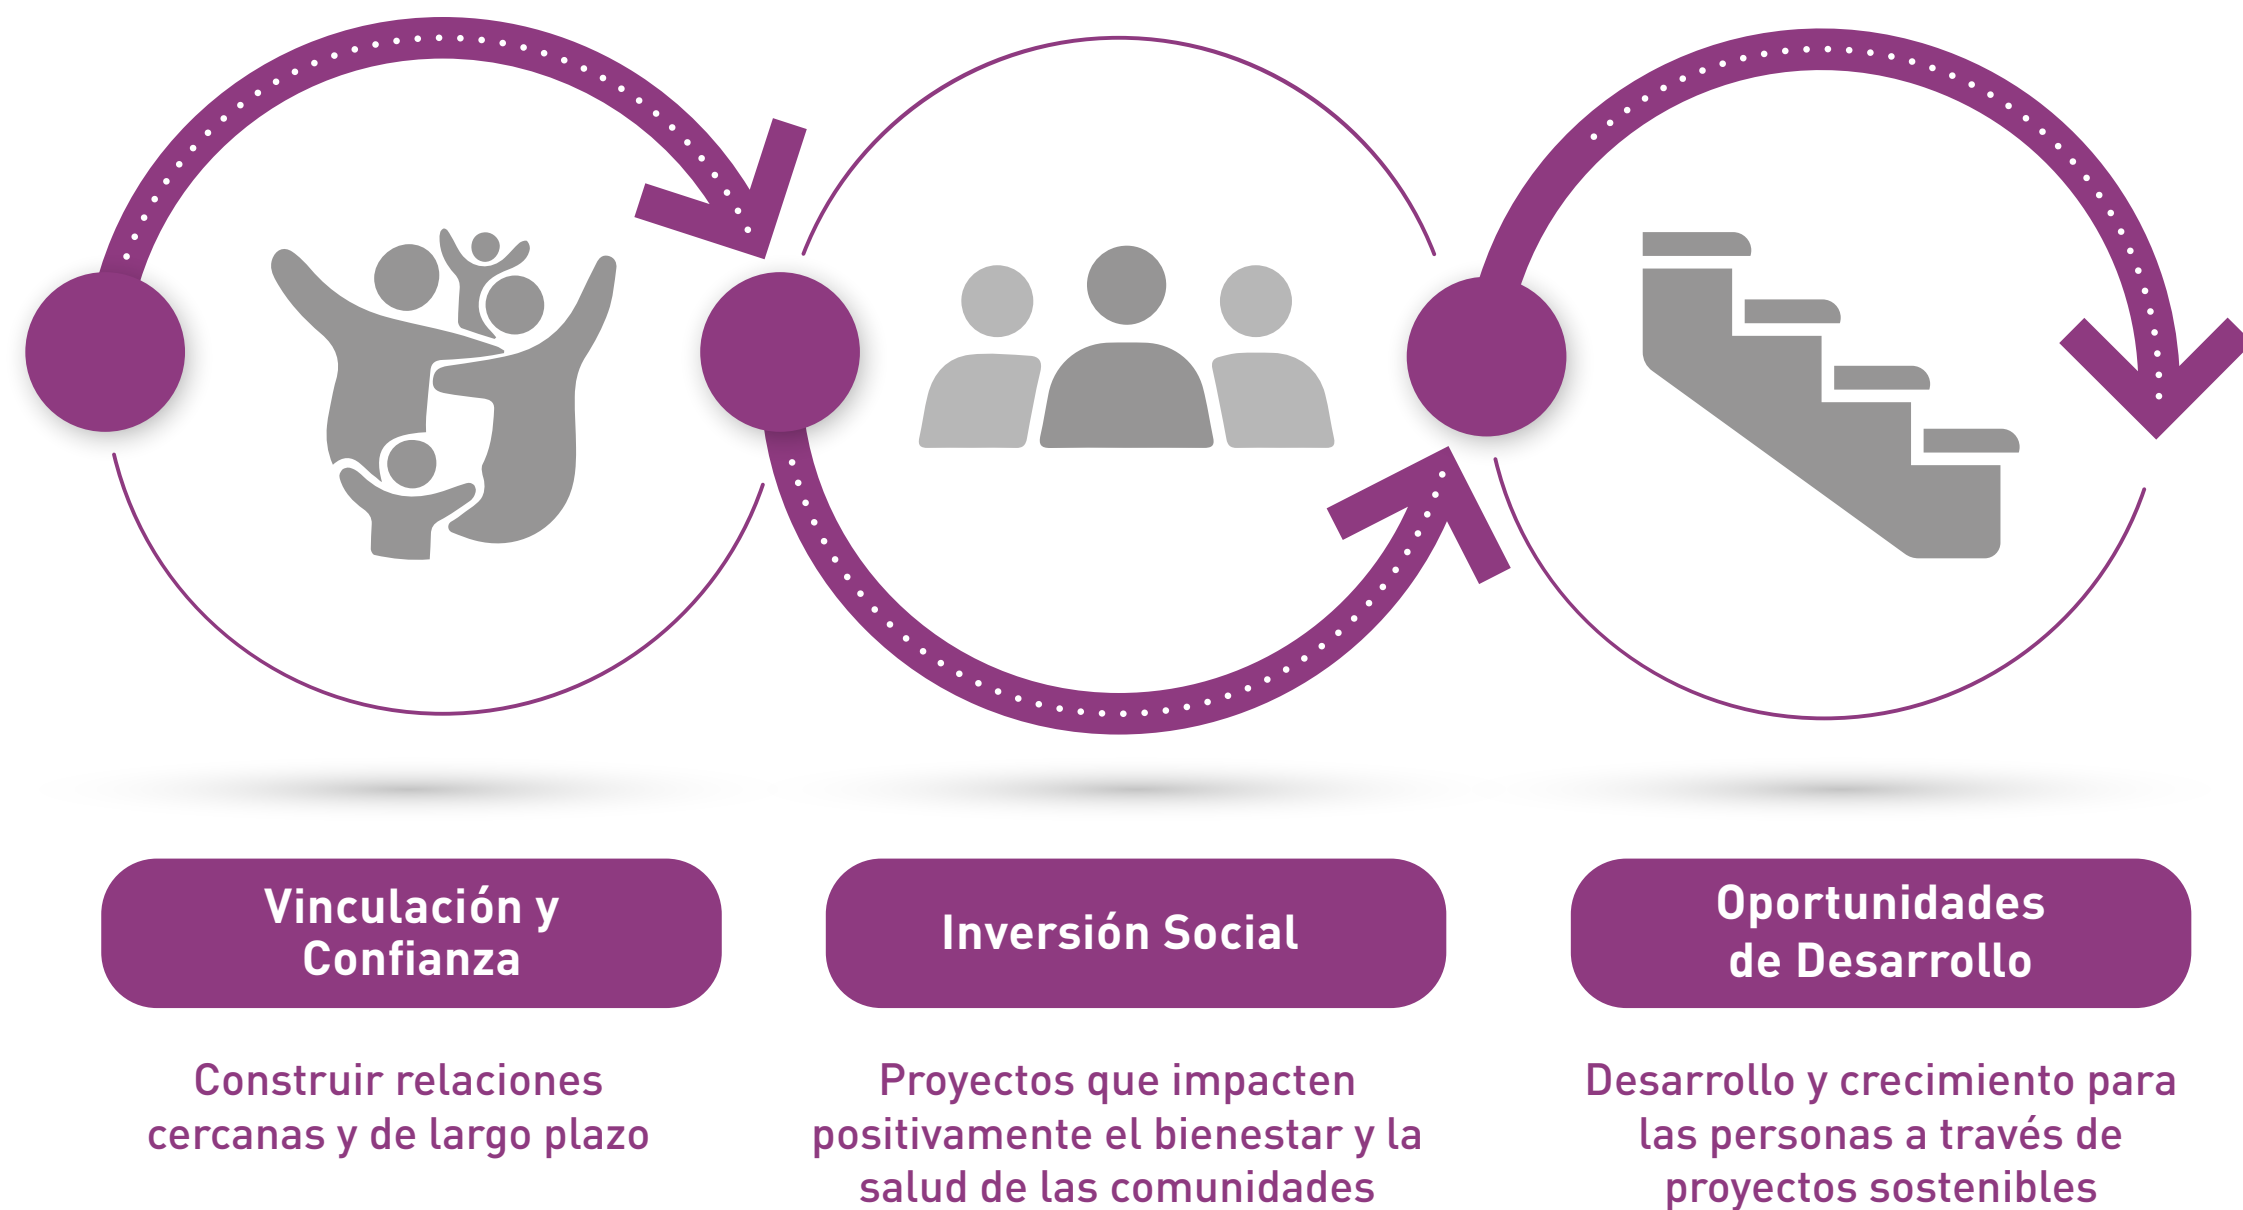 Vinculación y
Confianza
Construir relaciones
cercanas y de largo plazo
Inversión Social
Proyectos que impacten
positivamente el bienestar y la
salud de las comunidades
Oportunidades
de Desarrollo
Desarrollo y crecimiento para
las personas a través de
proyectos sostenibles